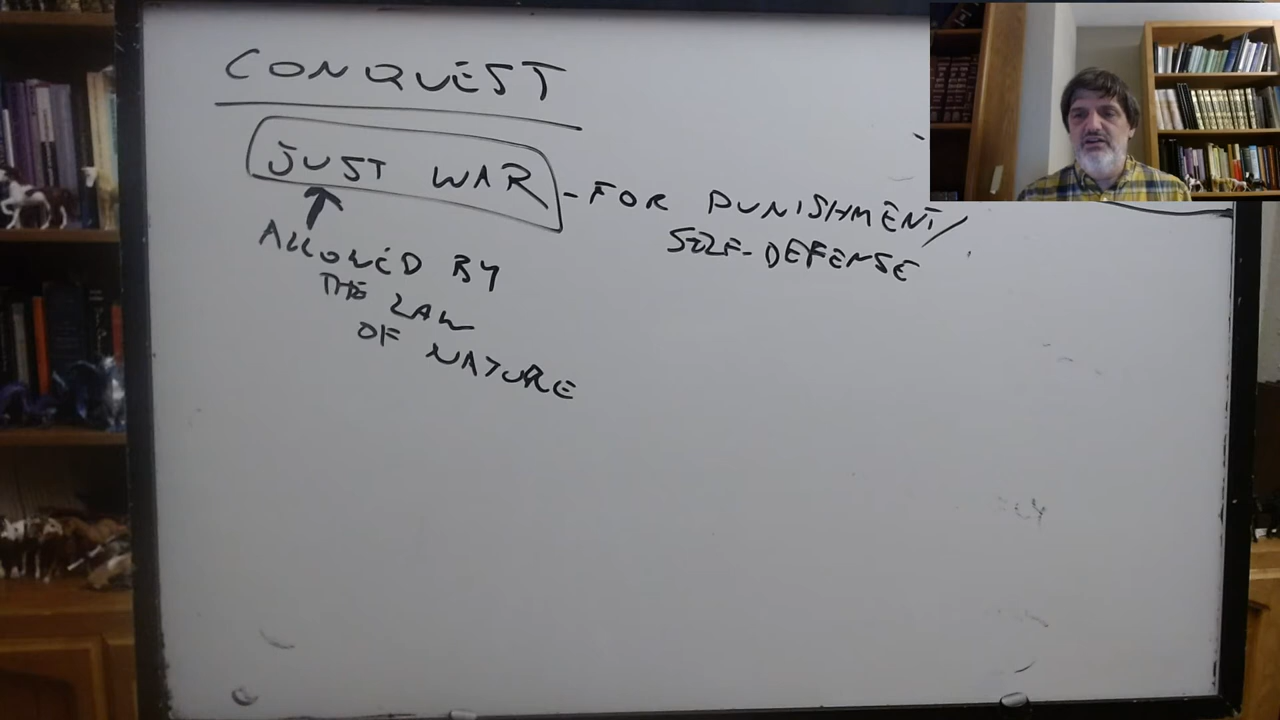 CONQUEST
JUST WAR - FOR PUNISHMENT/
SELF-DEFENSE
ALLOWED BY
THE LAW
OF NATURE